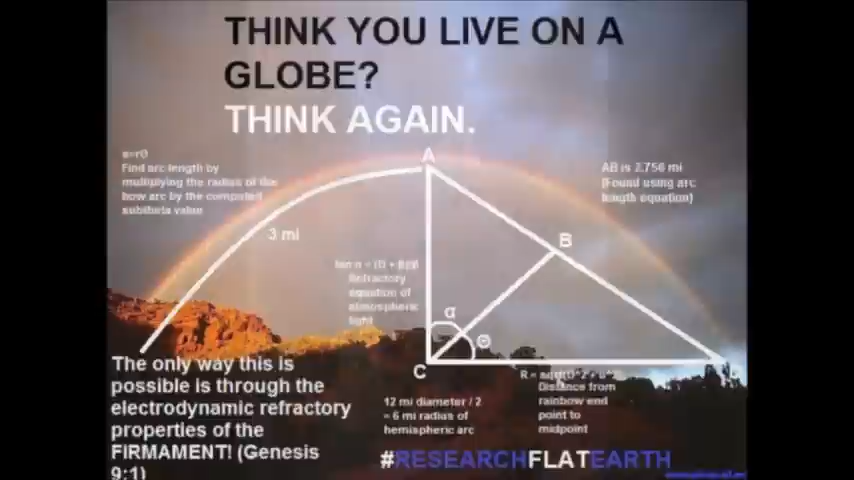 THINK YOU LIVE ON A
GLOBE?
THINK AGAIN.
Find arc length by
multiplying the radius of the
bow arc by the computed
value
3 mi
A
AB is 2,756 mi
(Found using arc
length equation)
B
Refractory
equation of
atmospheric
light
α
Θ
C
The only way this is
possible is through the
electrodynamic refractory
properties of the
FIRMAMENT! (Genesis
9:1)
12 mi diameter / 2
= 6 mi radius of
hemispheric arc
Distance from
rainbow end
point to
midpoint
#RESEARCHFLATEARTH